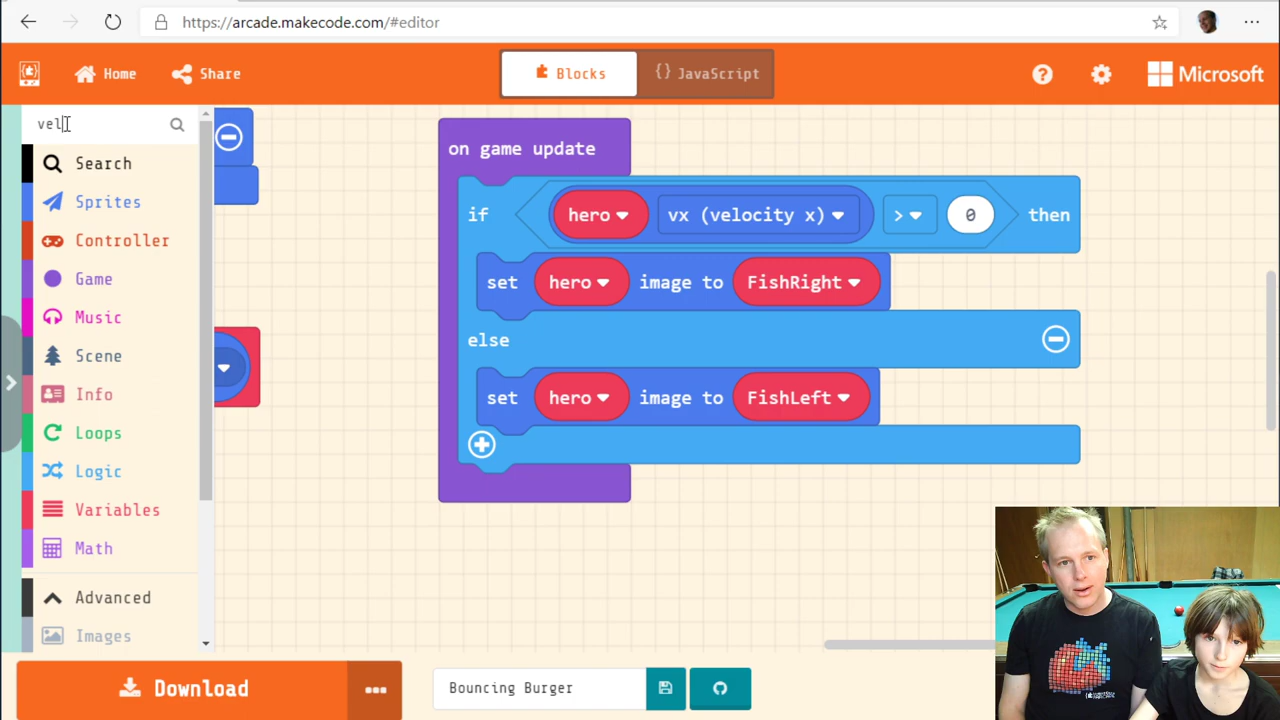 https://arcade.makecode.com/#editor
Home
Share
Blocks
{} JavaScript
Microsoft
vel
Search
Sprites
Controller
Game
Music
Scene
Info
Loops
Logic
Variables
Math
Advanced
Images
on game update
if hero vx (velocity x) > 0 then
set hero image to FishRight
else
set hero image to FishLeft
Download
Bouncing Burger